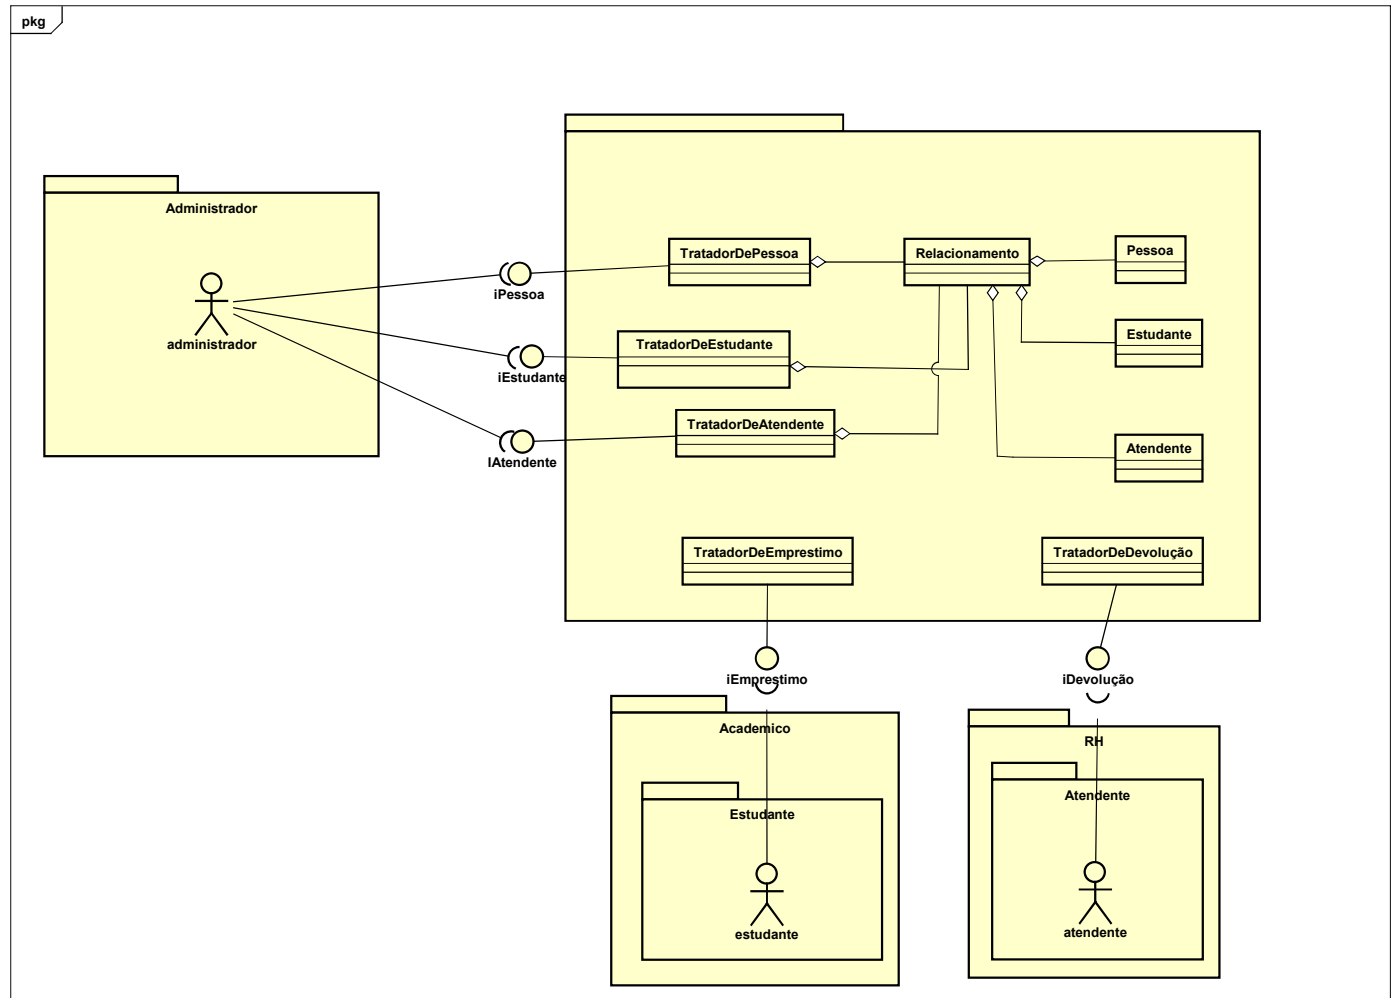 pkg
Administrador
administrador
iPessoa
iEstudante
IAtendente
TratadorDePessoa
Relacionamento
Pessoa
TratadorDeEstudante
Estudante
TratadorDeAtendente
Atendente
TratadorDeEmprestimo
TratadorDeDevolução
iEmprestimo
iDevolução
Academico
RH
Estudante
Atendente
estudante
atendente